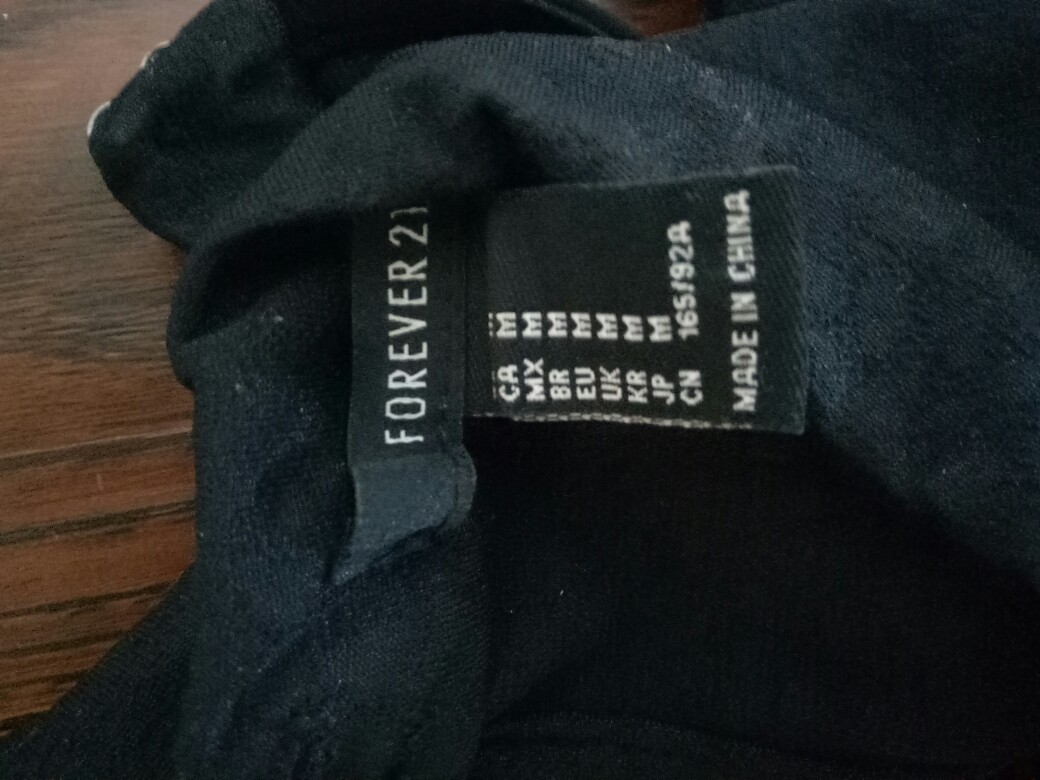 FOREVER 21
CA M
MX M
BR M
EU M
UK M
KR M
JP M
CN 165/92A
MADE IN CHINA